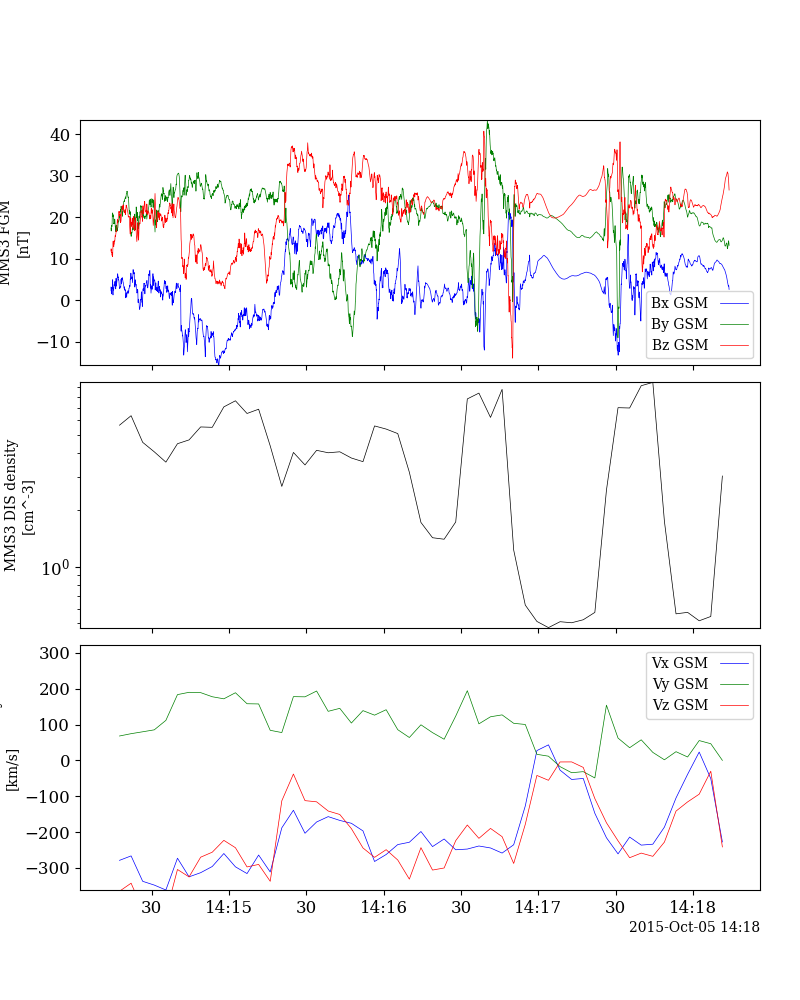 40
30
20
10
0
−10
MMS3 FGM
[nT]
Bx GSM
By GSM
Bz GSM
10⁰
MMS3 DIS density
[cm^-3]
300
200
100
0
−100
−200
−300
[km/s]
Vx GSM
Vy GSM
Vz GSM
30 14:15 30 14:16 30 14:17 30 14:18
2015-Oct-05 14:18